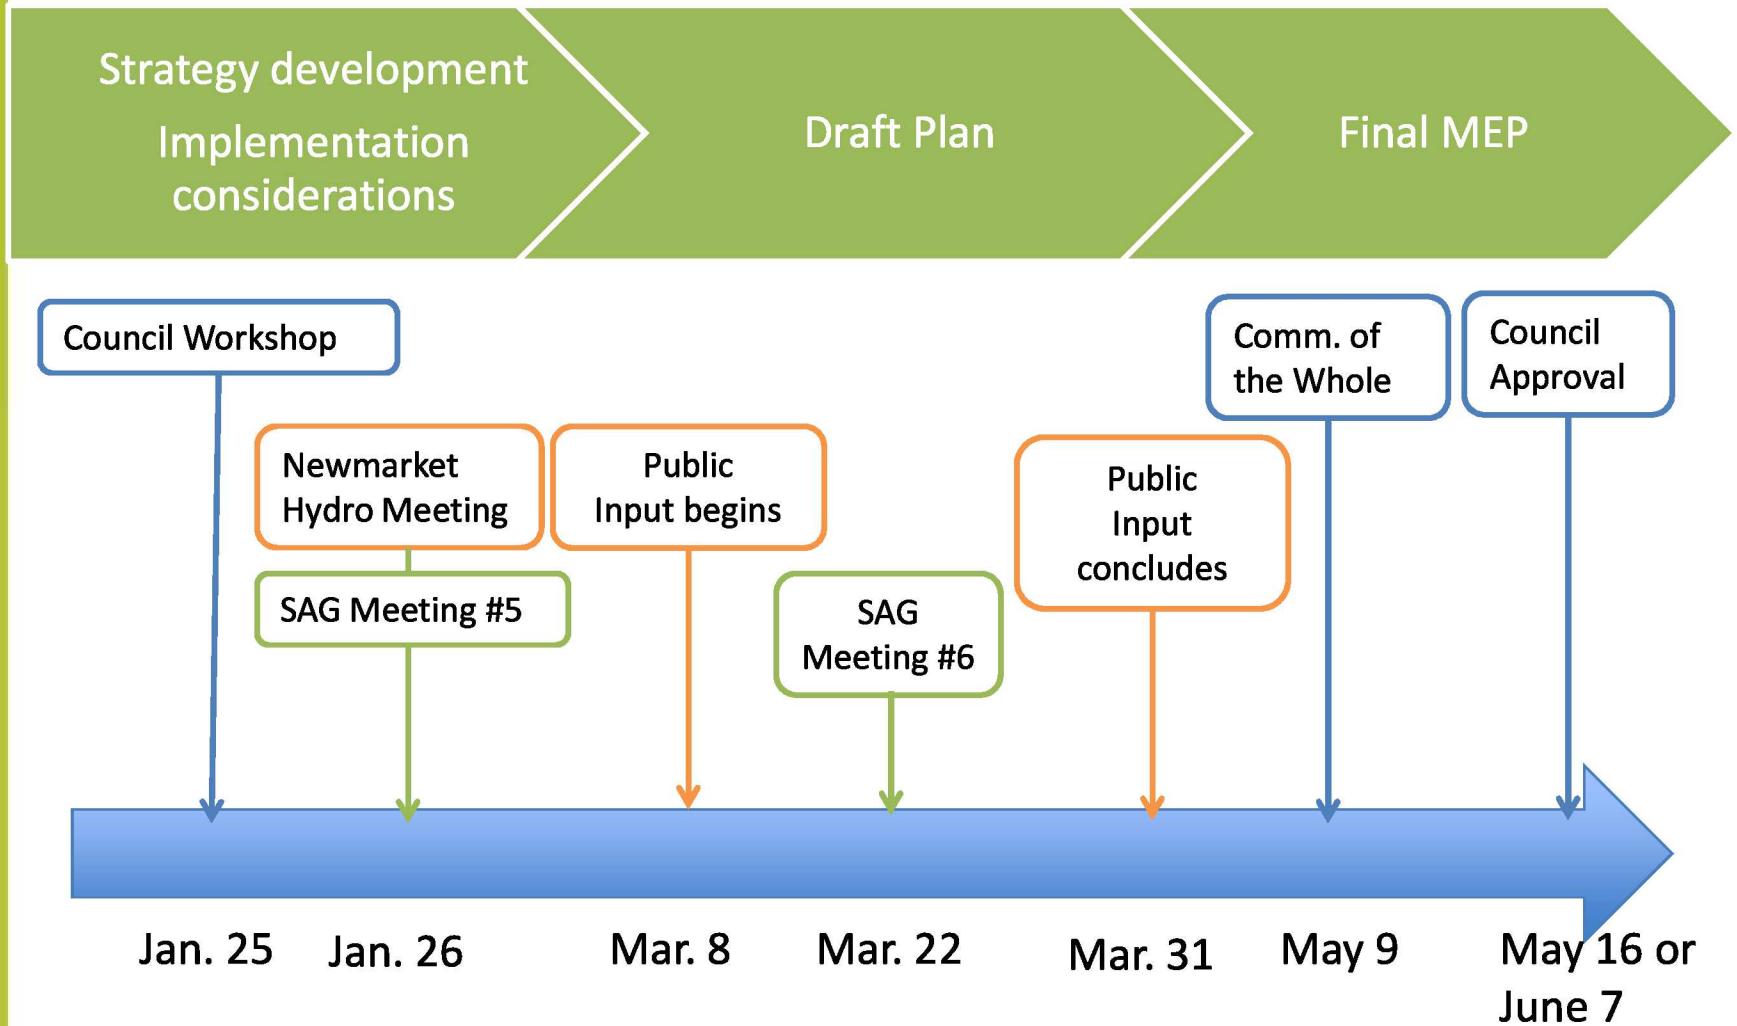 Strategy development
Implementation
considerations
Draft Plan
Final MEP
Council Workshop
Newmarket
Hydro Meeting
SAG Meeting #5
Public
Input begins
SAG
Meeting #6
Public
Input
concludes
Comm. of
the Whole
Council
Approval
Jan. 25
Jan. 26
Mar. 8
Mar. 22
Mar. 31
May 9
May 16 or
June 7